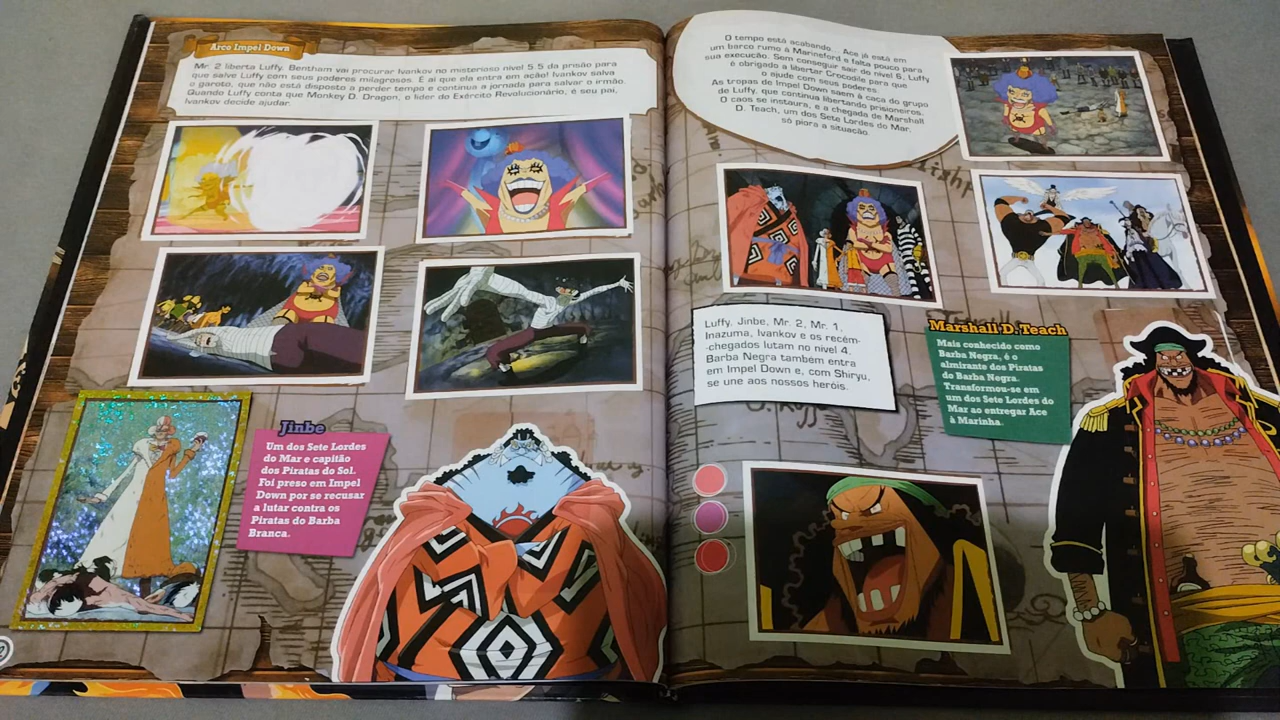 Arco Impel Down
Mr. 2 liberta Luffy. Bentham vai procurar Ivankov no misterioso nível 5.5 da prisão para
que salve Luffy com seus poderes milagrosos. É aí que ela entra em ação! Ivankov salva
o garoto, que não está disposto a perder tempo e continua a jornada para salvar o irmão.
Quando Luffy conta que Monkey D. Dragon, o líder do Exército Revolucionário, é seu pai,
Ivankov decide ajudar.
Jinbe
Um dos Sete Lordes
do Mar e capitão
dos Piratas do Sol.
Foi preso em Impel
Down por se recusar
a lutar contra os
Piratas do Barba
Branca.
O tempo está acabando... Ace já está em
um barco rumo à Marineford e falta pouco para
sua execução. Sem conseguir sair do nível 6, Luffy
é obrigado a libertar Crocodile para que
o ajude com seus poderes.
As tropas de Impel Down saem à caça do grupo
de Luffy, que continua libertando prisioneiros.
O caos se instaura, e a chegada de Marshall
D. Teach, um dos Sete Lordes do Mar,
só piora a situação.
Luffy, Jinbe, Mr. 2, Mr. 1,
Inazuma, Ivankov e os recém-
-chegados lutam no nível 4.
Barba Negra também entra
em Impel Down e, com Shiryu,
se une aos nossos heróis.
Marshall D. Teach
Mais conhecido como
Barba Negra, é o
almirante dos Piratas
do Barba Negra.
Transformou-se em
um dos Sete Lordes do
Mar ao entregar Ace
à Marinha.